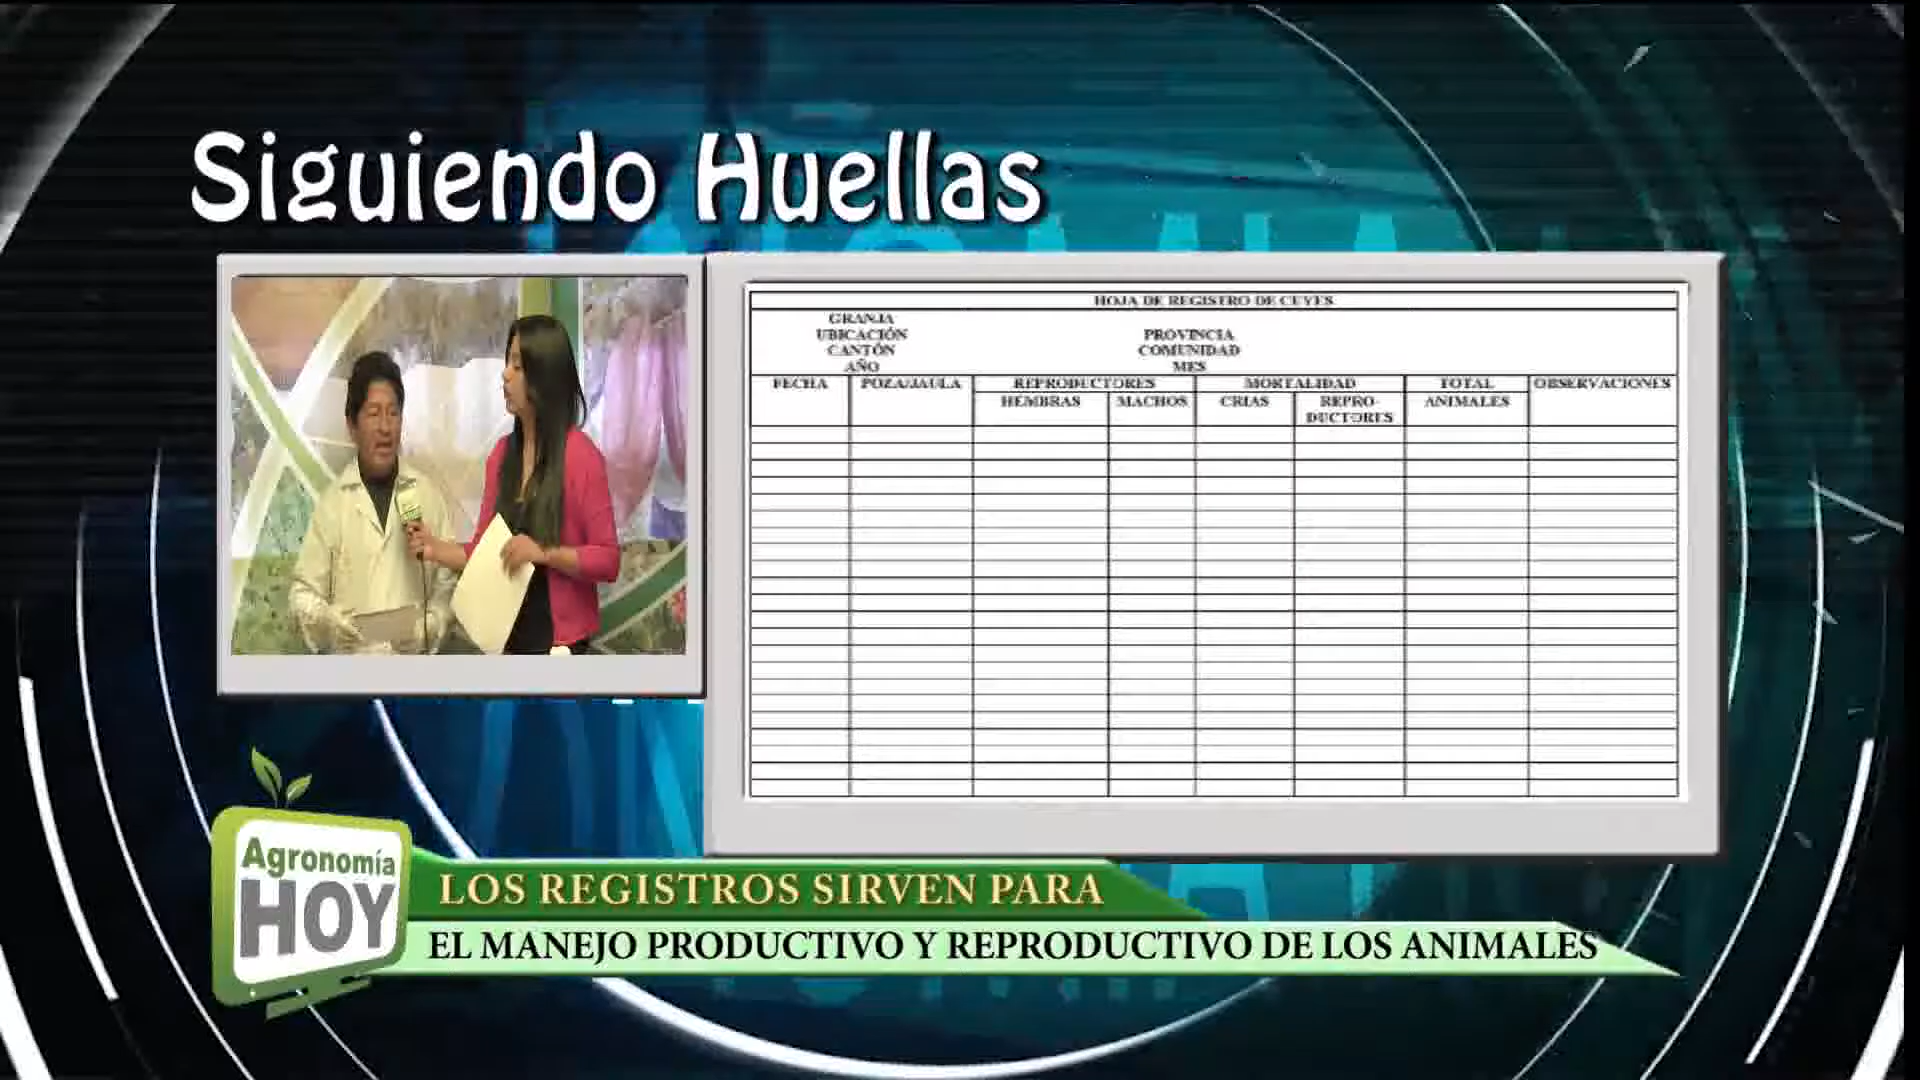 Siguiendo Huellas
HOJA DE REGISTRO DE CUYES
GRANJA
UBICACIÓN
CANTÓN
AÑO
PROVINCIA
COMUNIDAD
MES
FECHA
POZA/JAULA
REPRODUCTORES
MORTALIDAD
TOTAL
OBSERVACIONES
HEMBRAS
MACHOS
CRIAS
REPRO-
DUCTORES
ANIMALES
Agronomía
HOY
LOS REGISTROS SIRVEN PARA
EL MANEJO PRODUCTIVO Y REPRODUCTIVO DE LOS ANIMALES